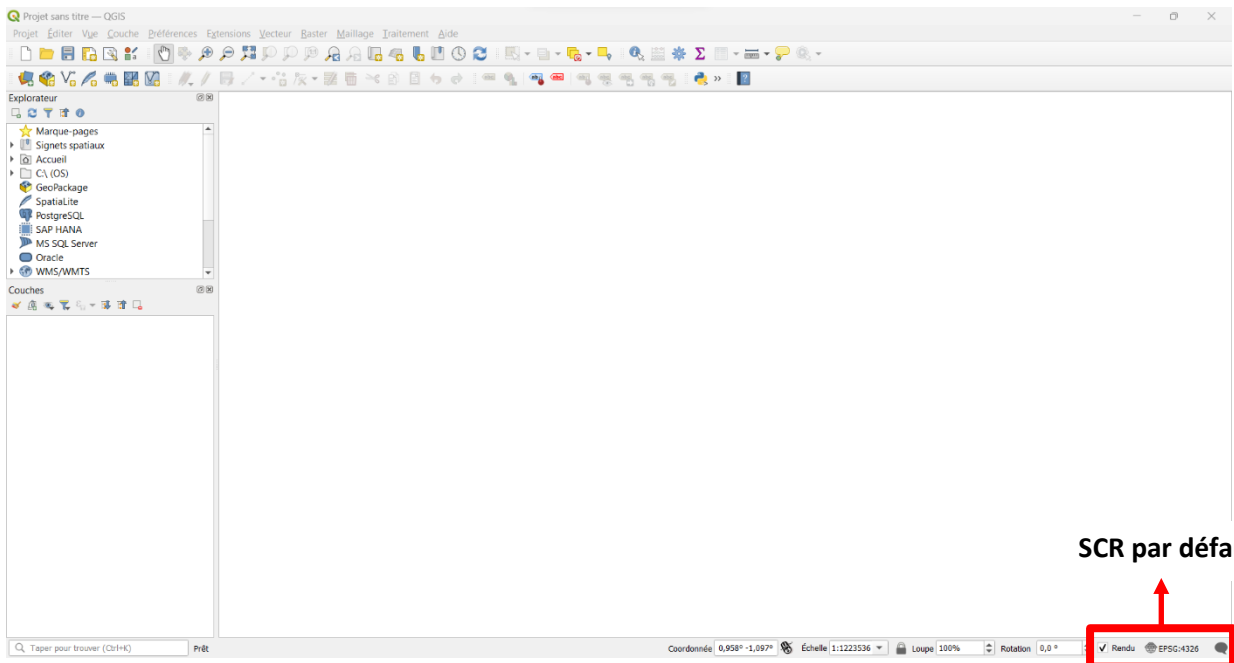 Projet sans titre — QGIS
Projet Éditer Vue Couche Préférences Extensions Vecteur Raster Maillage Traitement Aide
Explorateur
Marque-pages
Signets spatiaux
Accueil
C:\ (OS)
GeoPackage
SpatiaLite
PostgreSQL
SAP HANA
MS SQL Server
Oracle
WMS/WMTS
Couches
SCR par défa
Taper pour trouver (Ctrl+K) Prêt Coordonnée 0,958° -1,097° Échelle 1:1223536 Loupe 100% Rotation 0,0 ° Rendu EPSG:4326